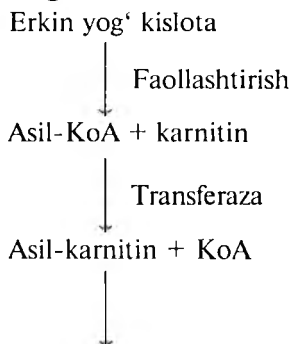 Erkin yog‘ kislota
Faollashtirish
Asil-KoA + karnitin
Transferaza
Asil-karnitin + KoA